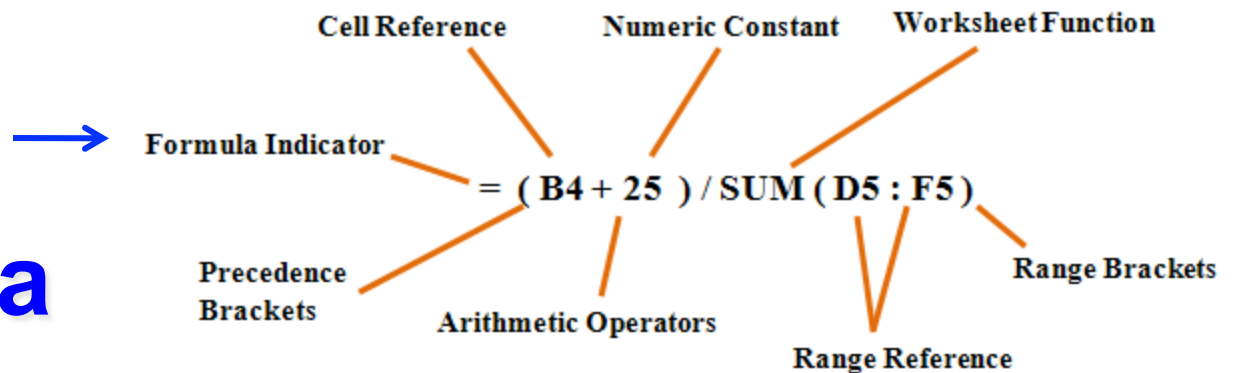 Cell Reference
Numeric Constant
Worksheet Function
Formula Indicator
= ( B4 + 25 ) / SUM ( D5 : F5 )
a
Precedence
Brackets
Arithmetic Operators
Range Brackets
Range Reference